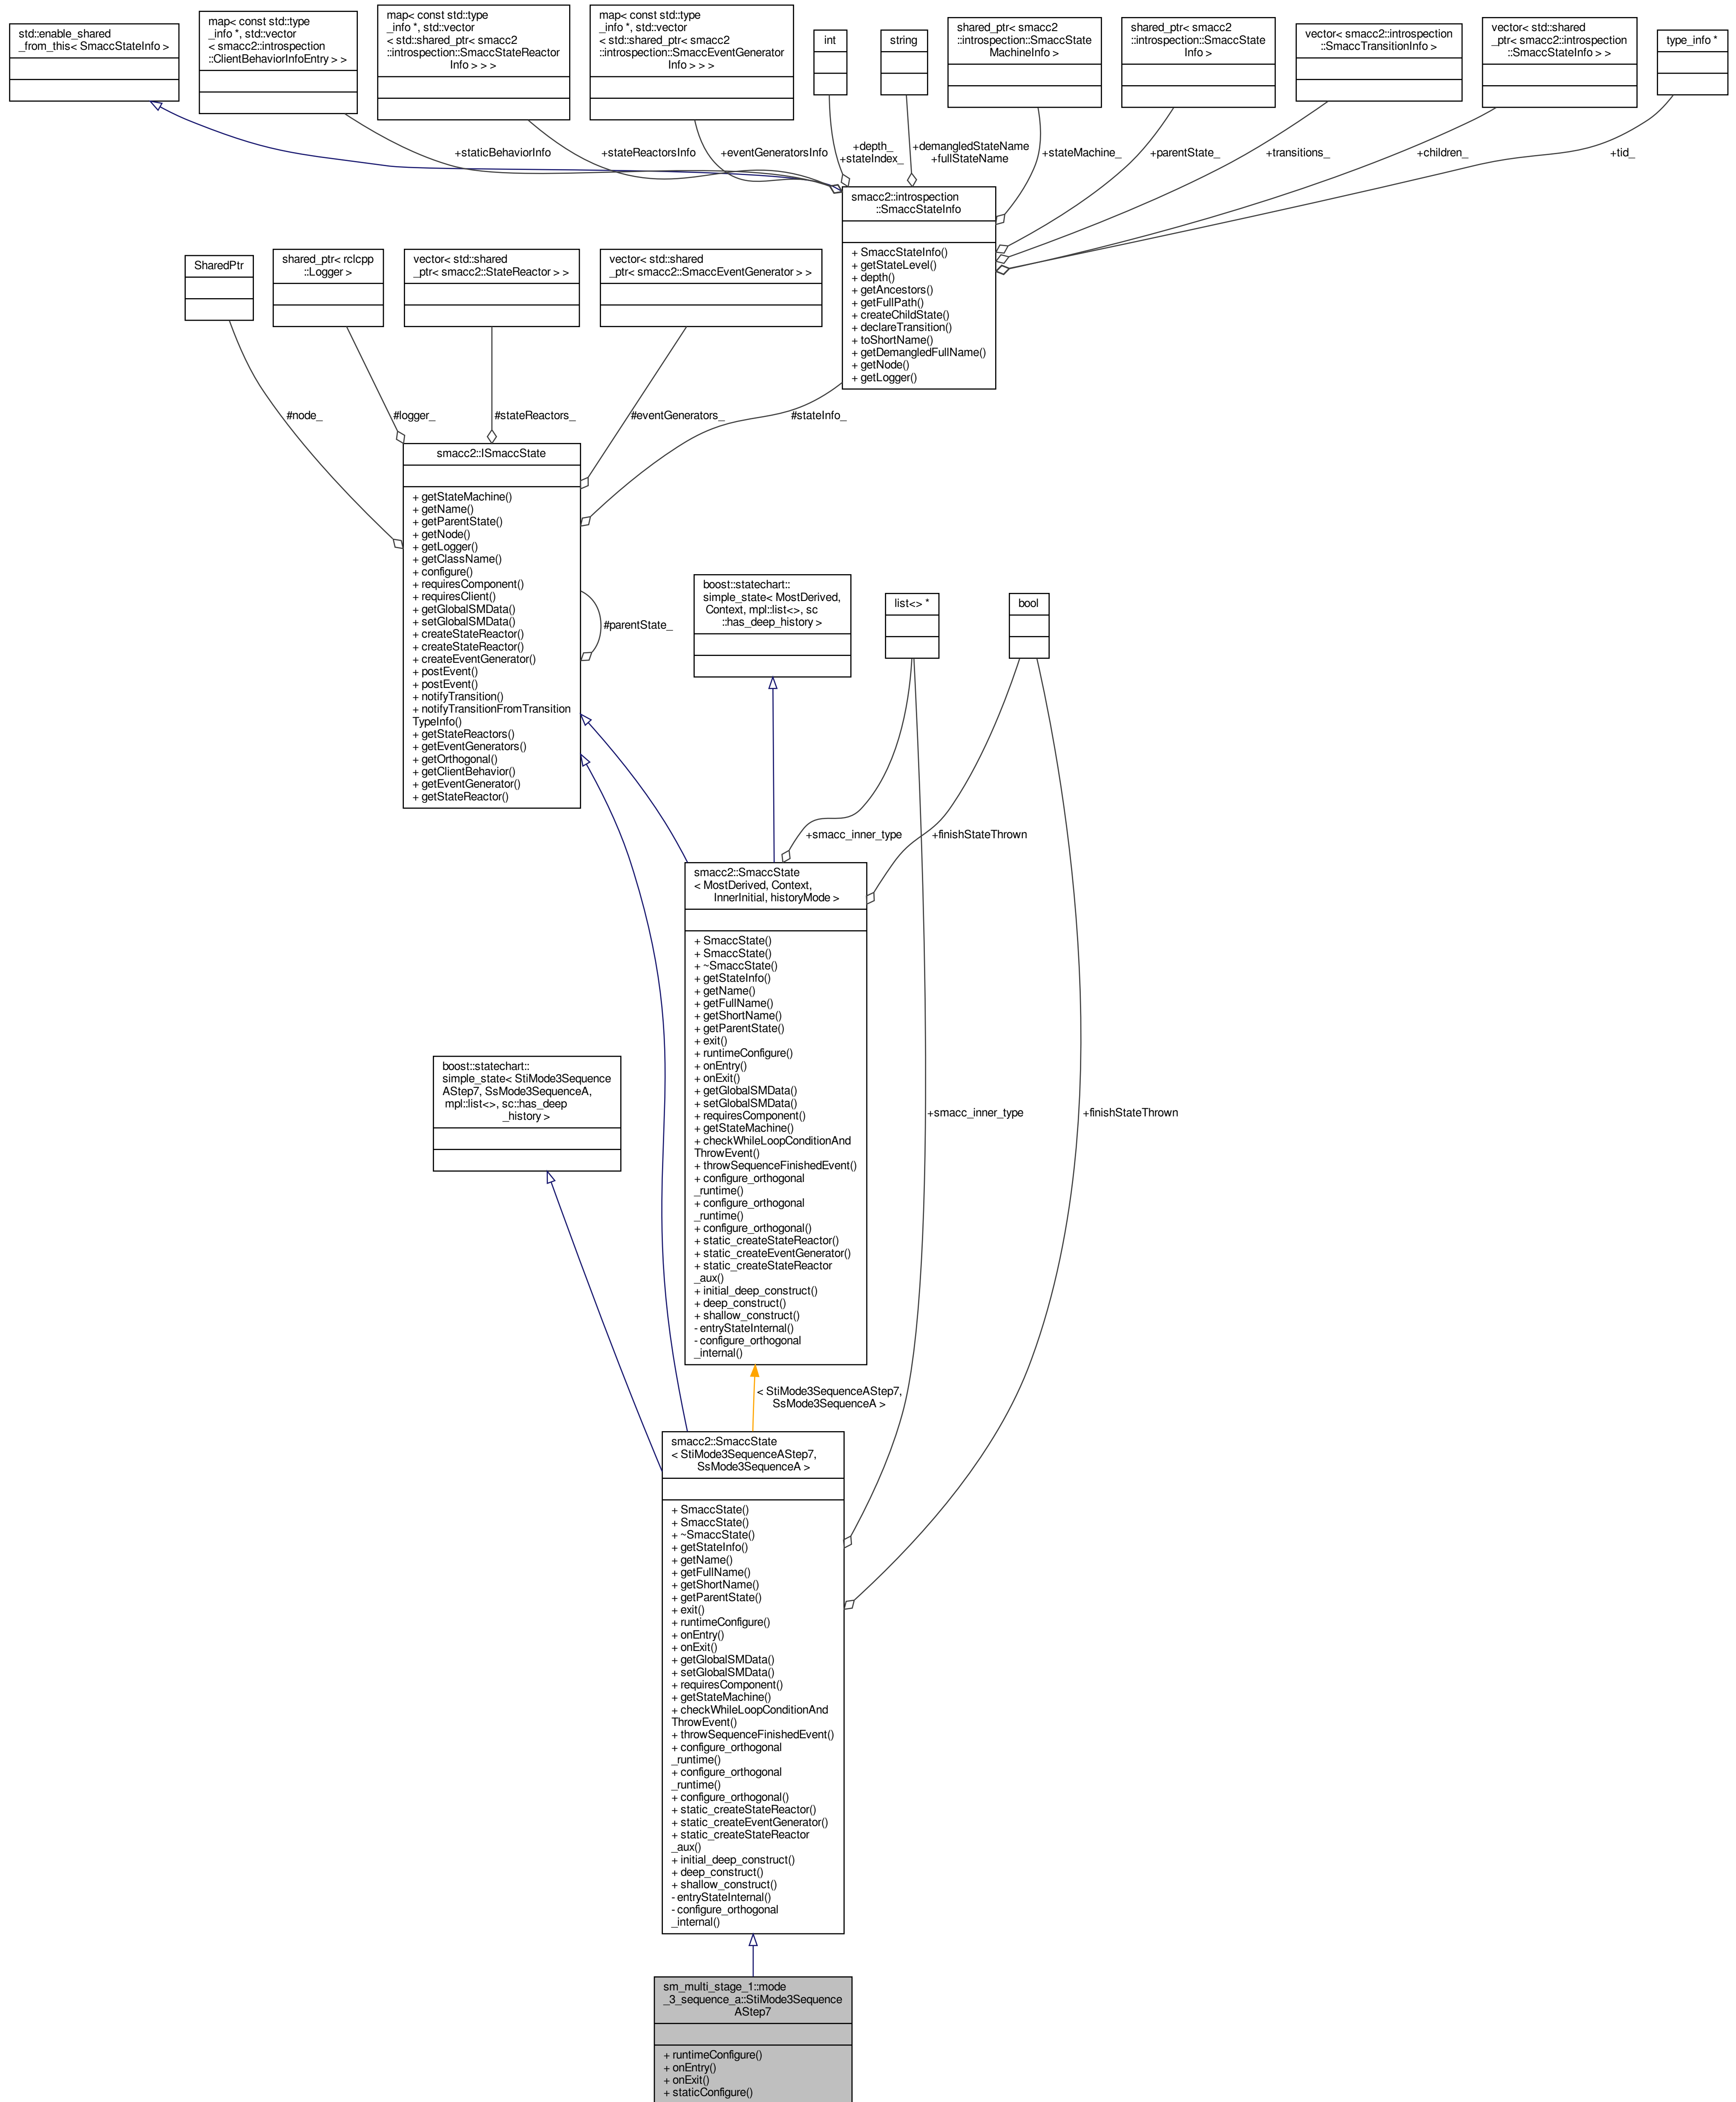 std::enable_shared
_from_this< SmaccStateInfo >
map< const std::type
_info *, std::vector
< smacc2::introspection
::ClientBehaviorInfoEntry > >
map< const std::type
_info *, std::vector
< std::shared_ptr< smacc2
::introspection::SmaccStateReactor
Info > > >
map< const std::type
_info *, std::vector
< std::shared_ptr< smacc2
::introspection::SmaccEventGenerator
Info > > >
int
string
shared_ptr< smacc2
::introspection::SmaccState
MachineInfo >
shared_ptr< smacc2
::introspection::SmaccState
Info >
vector< smacc2::introspection
::SmaccTransitionInfo >
vector< std::shared
_ptr< smacc2::introspection
::SmaccStateInfo > >
type_info *
+staticBehaviorInfo
+stateReactorsInfo
+eventGeneratorsInfo
+depth_
+stateIndex_
+demangledStateName
+fullStateName
+stateMachine_
+parentState_
+transitions_
+children_
+tid_
smacc2::introspection
::SmaccStateInfo
+ SmaccStateInfo()
+ getStateLevel()
+ depth()
+ getAncestors()
+ getFullPath()
+ createChildState()
+ declareTransition()
+ toShortName()
+ getDemangledFullName()
+ getNode()
+ getLogger()
SharedPtr
shared_ptr< rclcpp
::Logger >
vector< std::shared
_ptr< smacc2::StateReactor > >
vector< std::shared
_ptr< smacc2::SmaccEventGenerator > >
#node_
#logger_
#stateReactors_
#eventGenerators_
#stateInfo_
smacc2::ISmaccState
+ getStateMachine()
+ getName()
+ getParentState()
+ getNode()
+ getLogger()
+ getClassName()
+ configure()
+ requiresComponent()
+ requiresClient()
+ getGlobalSMData()
+ setGlobalSMData()
+ createStateReactor()
+ createStateReactor()
+ createEventGenerator()
+ postEvent()
+ postEvent()
+ notifyTransition()
+ notifyTransitionFromTransition
TypeInfo()
+ getStateReactors()
+ getEventGenerators()
+ getOrthogonal()
+ getClientBehavior()
+ getEventGenerator()
+ getStateReactor()
#parentState_
boost::statechart::
simple_state< MostDerived,
Context, mpl::list<>, sc
::has_deep_history >
list<> *
bool
+smacc_inner_type
+finishStateThrown
smacc2::SmaccState
< MostDerived, Context,
InnerInitial, historyMode >
+ SmaccState()
+ SmaccState()
+ ~SmaccState()
+ getStateInfo()
+ getName()
+ getFullName()
+ getShortName()
+ getParentState()
+ exit()
+ runtimeConfigure()
+ onEntry()
+ onExit()
+ getGlobalSMData()
+ setGlobalSMData()
+ requiresComponent()
+ getStateMachine()
+ checkWhileLoopConditionAnd
ThrowEvent()
+ throwSequenceFinishedEvent()
+ configure_orthogonal
_runtime()
+ configure_orthogonal
_runtime()
+ configure_orthogonal()
+ static_createStateReactor()
+ static_createEventGenerator()
+ static_createStateReactor
_aux()
+ initial_deep_construct()
+ deep_construct()
+ shallow_construct()
- entryStateInternal()
- configure_orthogonal
_internal()
boost::statechart::
simple_state< StiMode3Sequence
AStep7, SsMode3SequenceA,
mpl::list<>, sc::has_deep
_history >
+smacc_inner_type
+finishStateThrown
< StiMode3SequenceAStep7,
SsMode3SequenceA >
smacc2::SmaccState
< StiMode3SequenceAStep7,
SsMode3SequenceA >
+ SmaccState()
+ SmaccState()
+ ~SmaccState()
+ getStateInfo()
+ getName()
+ getFullName()
+ getShortName()
+ getParentState()
+ exit()
+ runtimeConfigure()
+ onEntry()
+ onExit()
+ getGlobalSMData()
+ setGlobalSMData()
+ requiresComponent()
+ getStateMachine()
+ checkWhileLoopConditionAnd
ThrowEvent()
+ throwSequenceFinishedEvent()
+ configure_orthogonal
_runtime()
+ configure_orthogonal
_runtime()
+ configure_orthogonal()
+ static_createStateReactor()
+ static_createEventGenerator()
+ static_createStateReactor
_aux()
+ initial_deep_construct()
+ deep_construct()
+ shallow_construct()
- entryStateInternal()
- configure_orthogonal
_internal()
sm_multi_stage_1::mode
_3_sequence_a::StiMode3Sequence
AStep7
+ runtimeConfigure()
+ onEntry()
+ onExit()
+ staticConfigure()